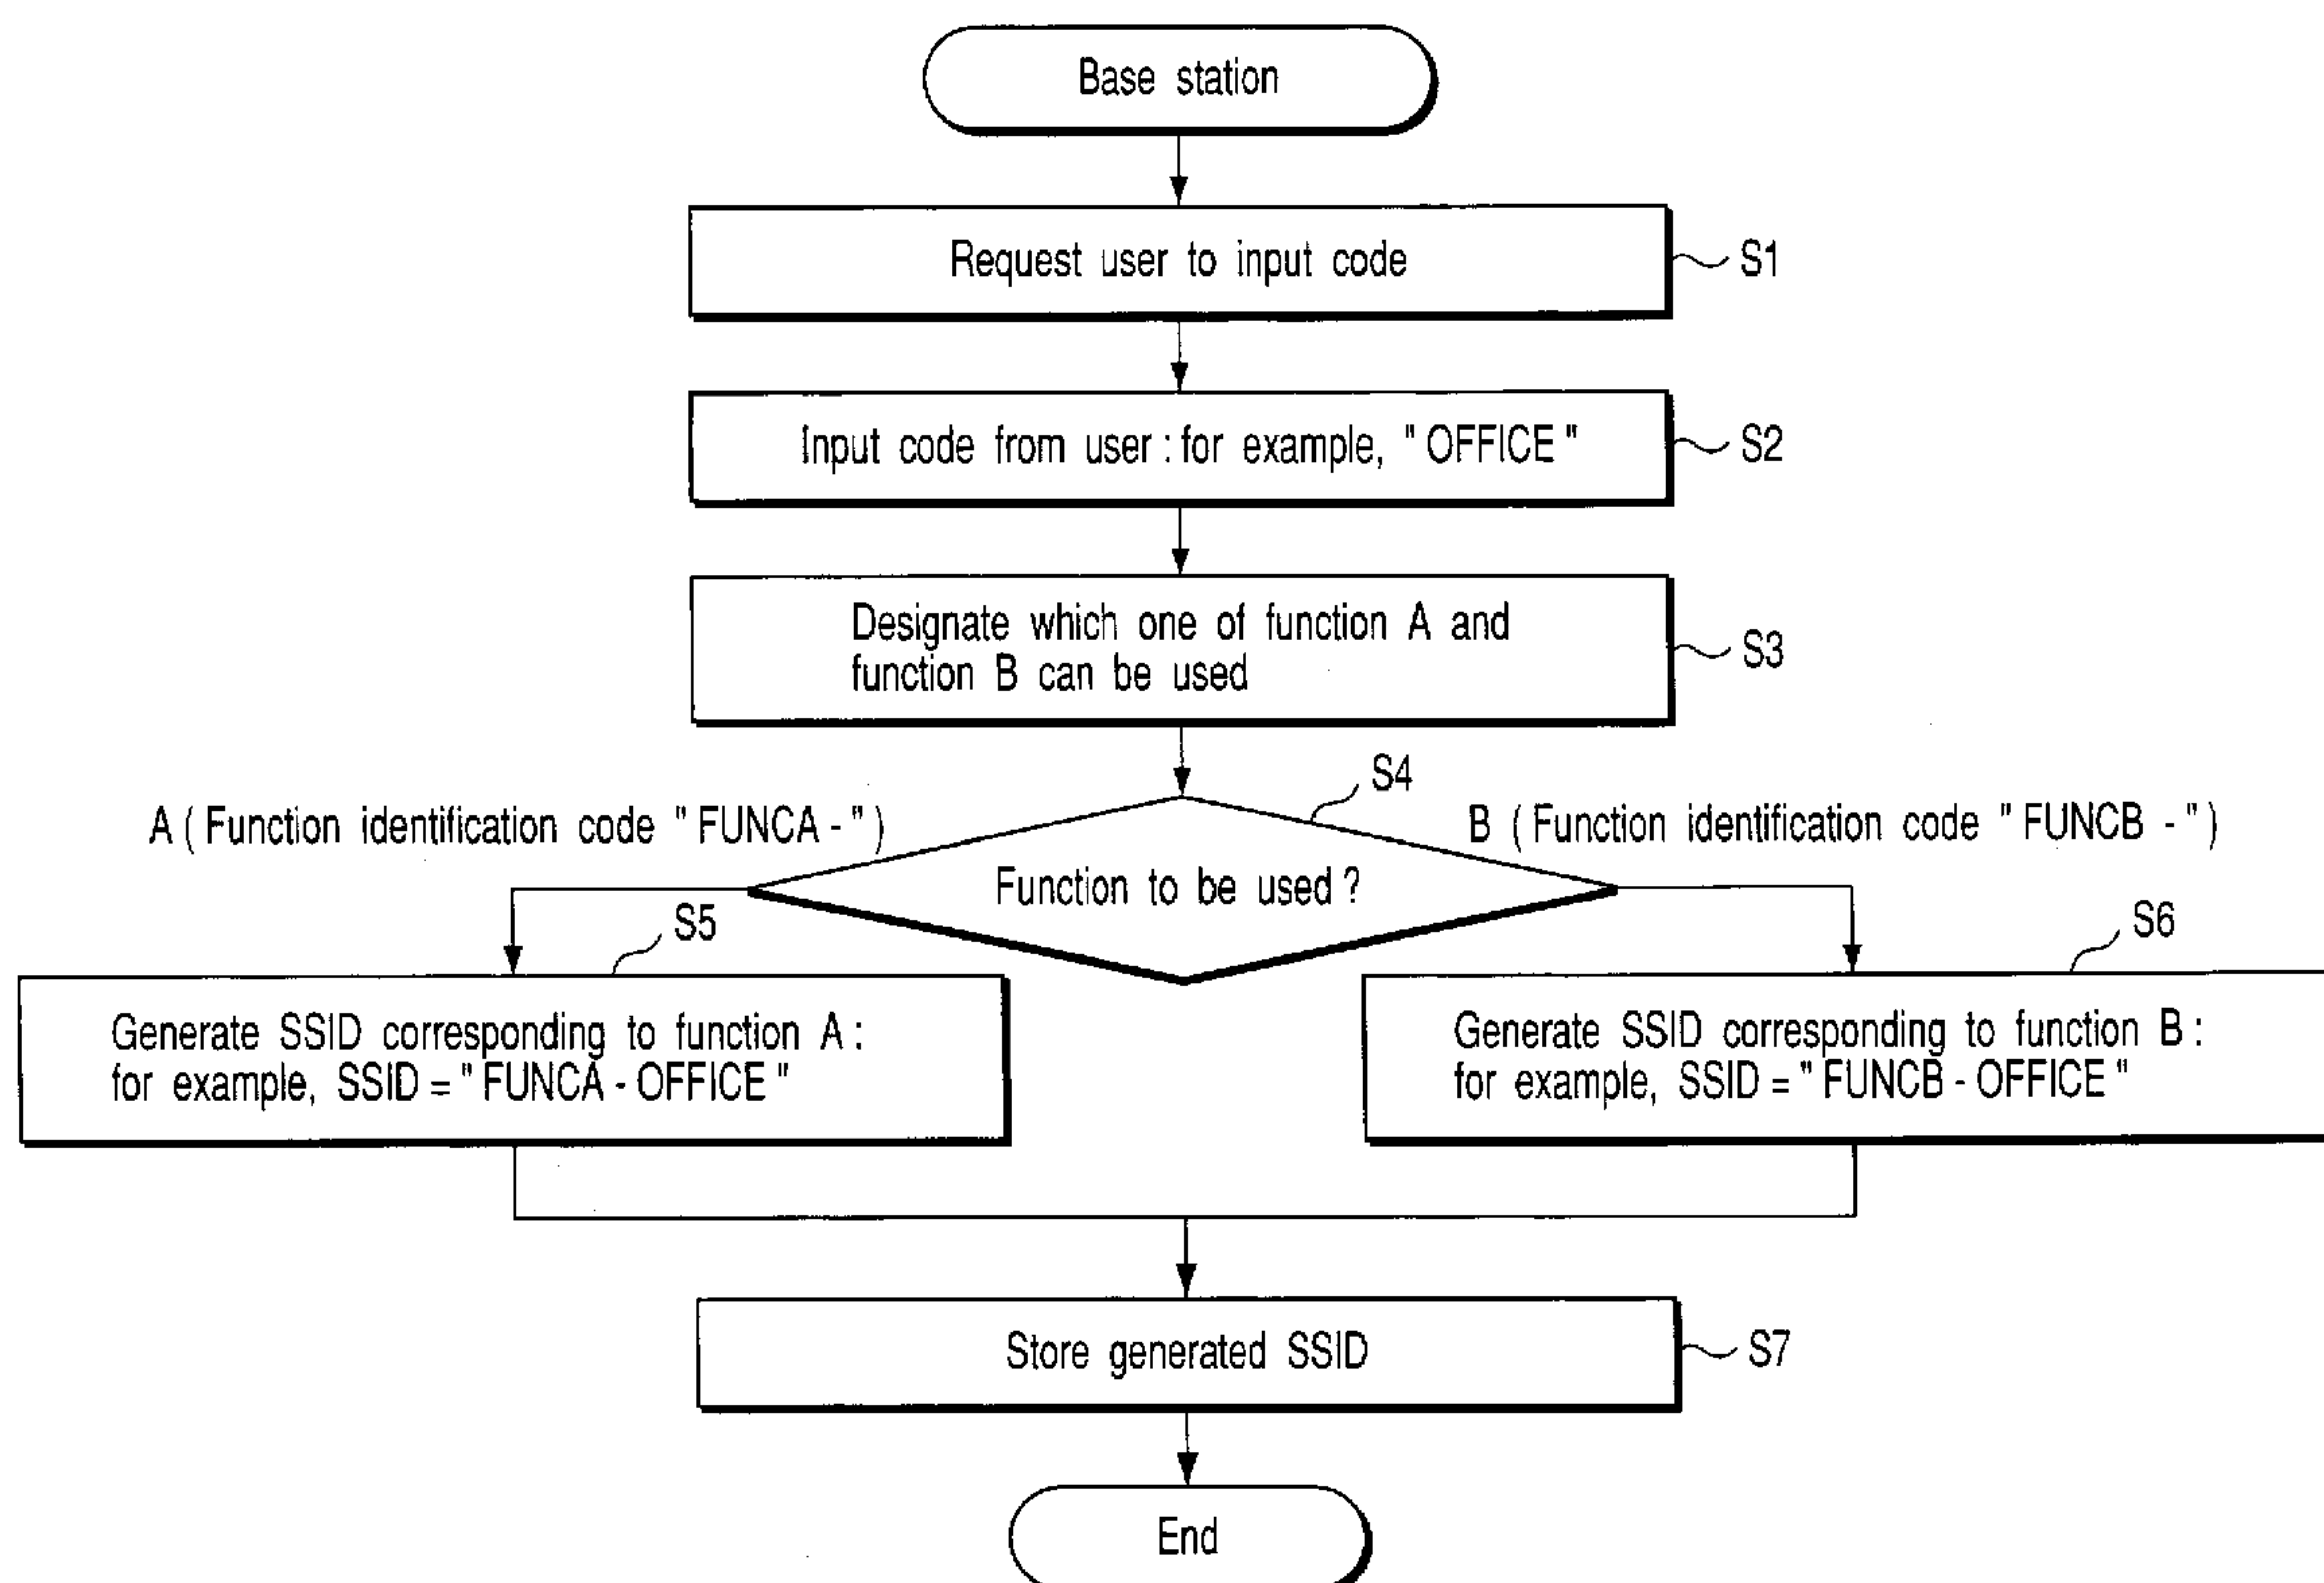 Base station
Request user to input code
S1
Input code from user : for example, " OFFICE "
S2
Designate which one of function A and
function B can be used
S3
S4
A ( Function identification code " FUNCA - " )
B ( Function identification code " FUNCB - " )
Function to be used ?
S5
S6
Generate SSID corresponding to function A :
for example, SSID = " FUNCA - OFFICE "
Generate SSID corresponding to function B :
for example, SSID = " FUNCB - OFFICE "
Store generated SSID
S7
End